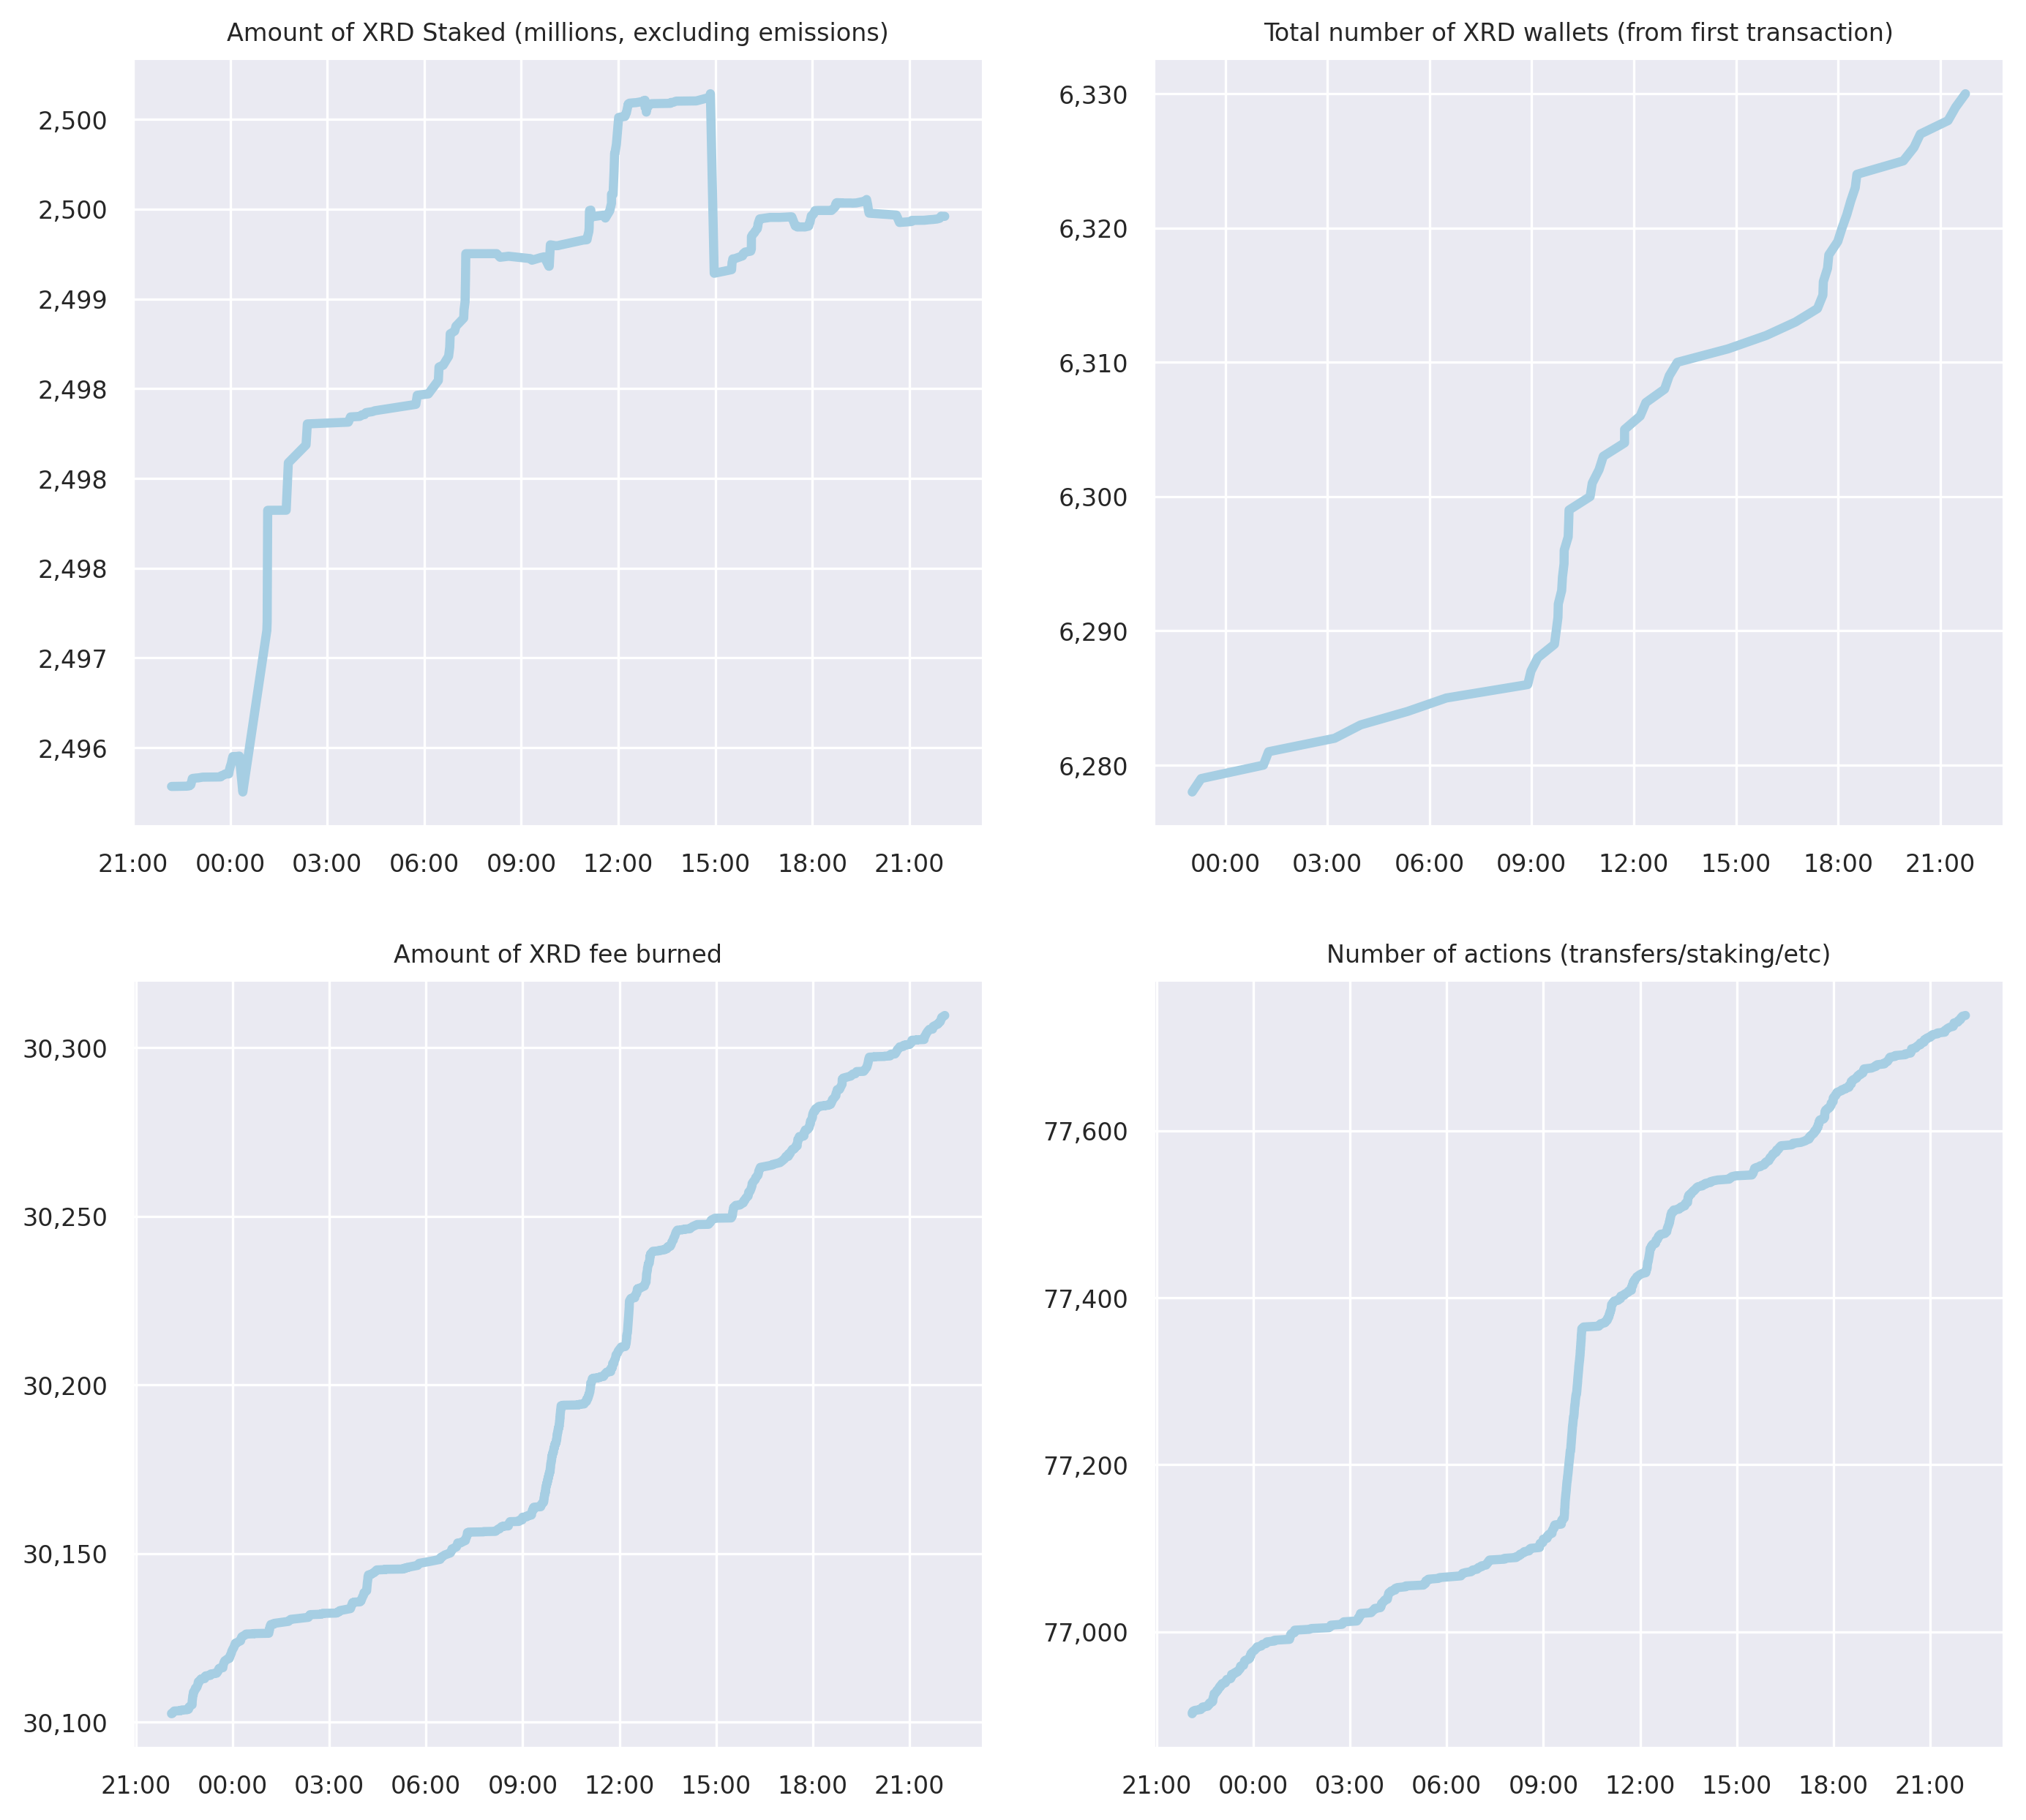 Amount of XRD Staked (millions, excluding emissions)
2,500
2,500
2,499
2,498
2,498
2,498
2,497
2,496
21:00 00:00 03:00 06:00 09:00 12:00 15:00 18:00 21:00
Total number of XRD wallets (from first transaction)
6,330
6,320
6,310
6,300
6,290
6,280
00:00 03:00 06:00 09:00 12:00 15:00 18:00 21:00
Amount of XRD fee burned
30,300
30,250
30,200
30,150
30,100
21:00 00:00 03:00 06:00 09:00 12:00 15:00 18:00 21:00
Number of actions (transfers/staking/etc)
77,600
77,400
77,200
77,000
21:00 00:00 03:00 06:00 09:00 12:00 15:00 18:00 21:00